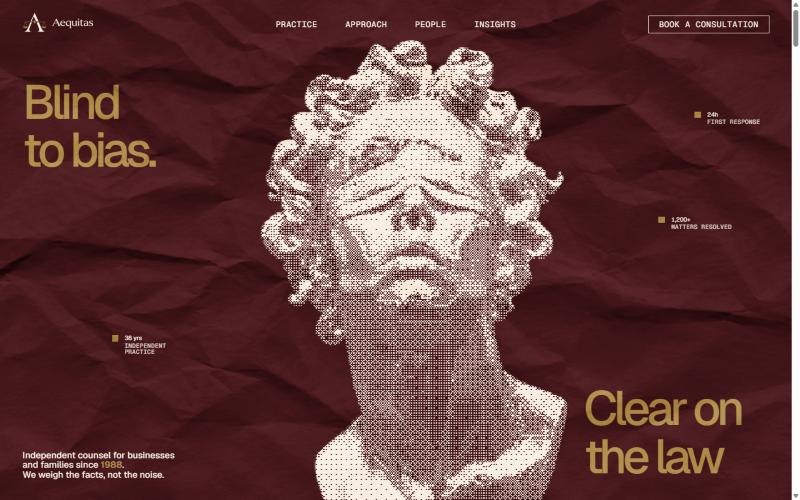 Aequitas
PRACTICE
APPROACH
PEOPLE
INSIGHTS
BOOK A CONSULTATION
Blind
to bias.
24h
FIRST RESPONSE
1,200+
MATTERS RESOLVED
38 yrs
INDEPENDENT
PRACTICE
Clear on
the law
Independent counsel for businesses
and families since 1988.
We weigh the facts, not the noise.